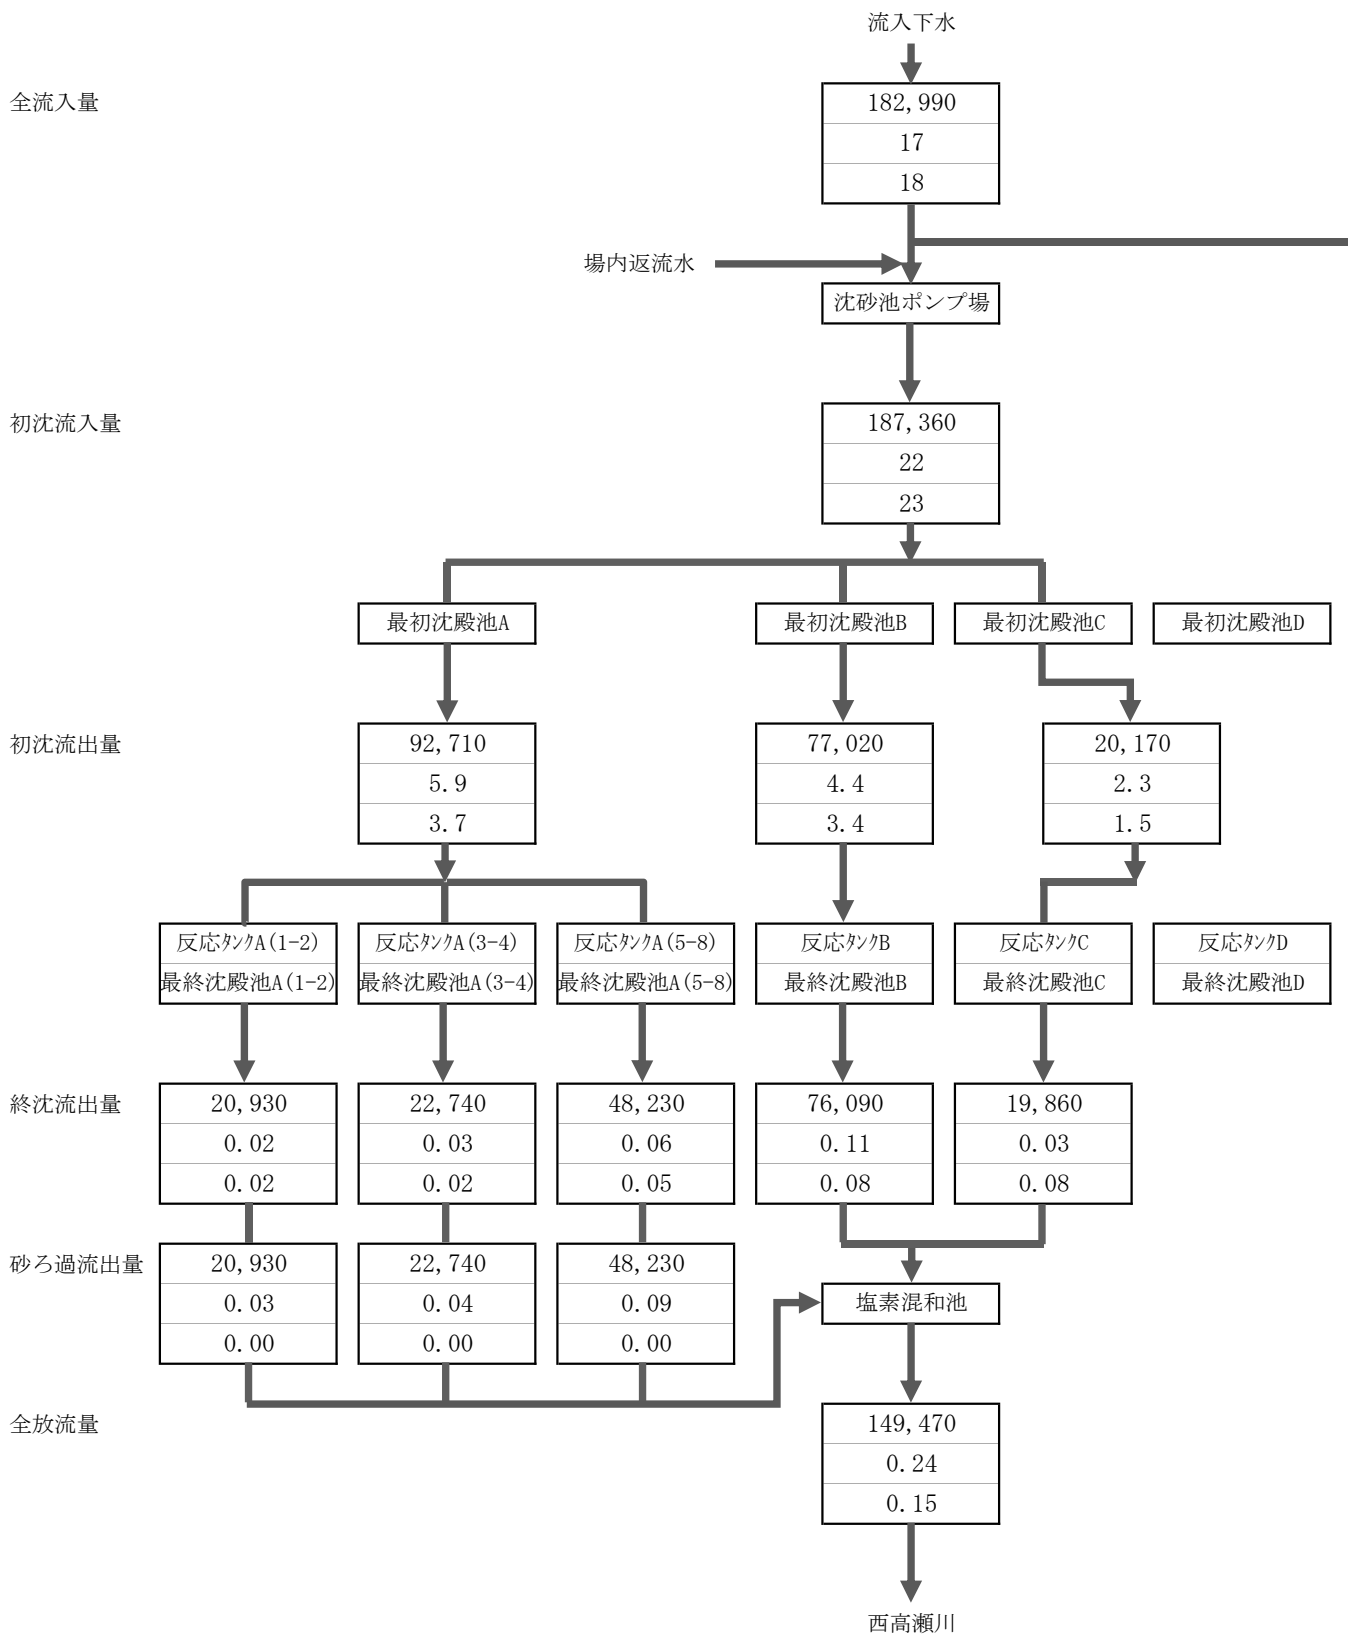 流入下水
全流入量
182,990
17
18
場内返流水
沈砂池ポンプ場
初沈流入量
187,360
22
23
最初沈殿池A
最初沈殿池B
最初沈殿池C
最初沈殿池D
初沈流出量
92,710
77,020
20,170
5.9
4.4
2.3
3.7
3.4
1.5
反応ﾀﾝｸA(1-2)
反応ﾀﾝｸA(3-4)
反応ﾀﾝｸA(5-8)
反応ﾀﾝｸB
反応ﾀﾝｸC
反応ﾀﾝｸD
最終沈殿池A(1-2)
最終沈殿池A(3-4)
最終沈殿池A(5-8)
最終沈殿池B
最終沈殿池C
最終沈殿池D
終沈流出量
20,930
22,740
48,230
76,090
19,860
0.02
0.03
0.06
0.11
0.03
0.02
0.02
0.05
0.08
0.08
砂ろ過流出量
20,930
22,740
48,230
0.03
0.04
0.09
塩素混和池
0.00
0.00
0.00
全放流量
149,470
0.24
0.15
西高瀬川